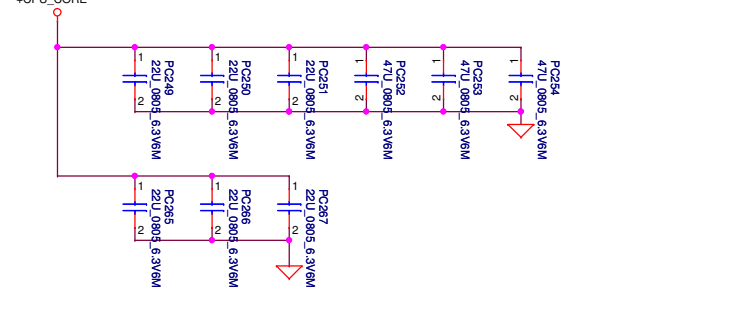 +CPU_CORE
1
2
PC249
22U_0805_6.3V6M
1
2
PC250
22U_0805_6.3V6M
1
2
PC251
22U_0805_6.3V6M
1
2
PC252
47U_0805_6.3V6M
1
2
PC253
47U_0805_6.3V6M
1
2
PC254
47U_0805_6.3V6M
1
2
PC265
22U_0805_6.3V6M
1
2
PC266
22U_0805_6.3V6M
1
2
PC267
22U_0805_6.3V6M